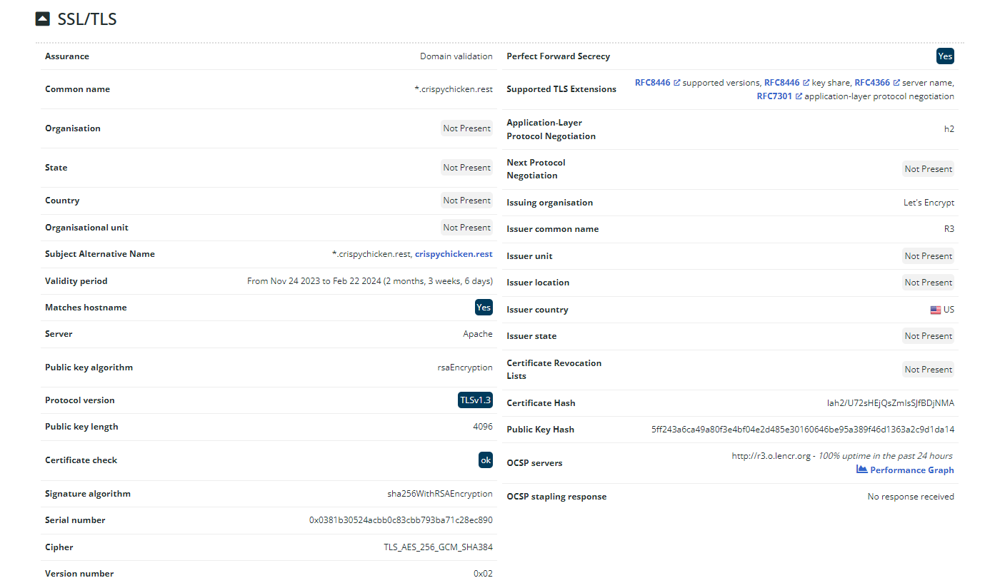 SSL/TLS
Assurance Domain validation
Common name *.crispychicken.rest
Organisation Not Present
State Not Present
Country Not Present
Organisational unit Not Present
Subject Alternative Name *.crispychicken.rest, crispychicken.rest
Validity period From Nov 24 2023 to Feb 22 2024 (2 months, 3 weeks, 6 days)
Matches hostname Yes
Server Apache
Public key algorithm rsaEncryption
Protocol version TLSv1.3
Public key length 4096
Certificate check ok
Signature algorithm sha256WithRSAEncryption
Serial number 0x0381b30524acbb0c83cbb793ba71c28ec890
Cipher TLS_AES_256_GCM_SHA384
Version number 0x02
Perfect Forward Secrecy Yes
Supported TLS Extensions RFC8446 supported versions, RFC8446 key share, RFC4366 server name,
RFC7301 application-layer protocol negotiation
Application-Layer
Protocol Negotiation h2
Next Protocol
Negotiation Not Present
Issuing organisation Let's Encrypt
Issuer common name R3
Issuer unit Not Present
Issuer location Not Present
Issuer country US
Issuer state Not Present
Certificate Revocation
Lists Not Present
Certificate Hash lah2/U72sHEjQsZmIsSJfBDjNMA
Public Key Hash 5ff243a6ca49a80f3e4bf04e2d485e30160646be95a389f46d1363a2c9d1da14
OCSP servers http://r3.o.lencr.org - 100% uptime in the past 24 hours
Performance Graph
OCSP stapling response No response received